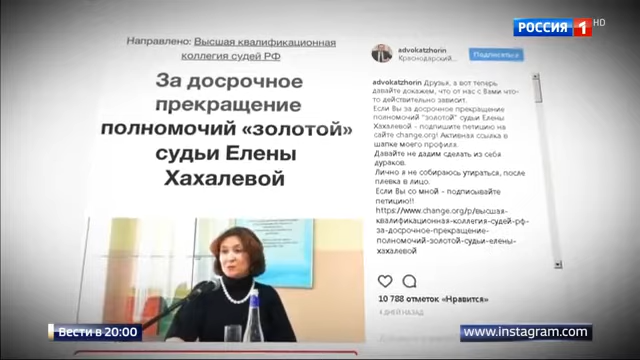 РОССИЯ 1 HD
Направлено: Высшая квалификационная
коллегия судей РФ
За досрочное
прекращение
полномочий «золотой»
судьи Елены
Хахалевой
advokatzhorin
Краснодарский...
Подписаться
advokatzhorin Друзья, а вот теперь
давайте докажем, что от нас с Вами что-
то действительно зависит.
Если Вы за досрочное прекращение
полномочий "золотой" судьи Елены
Хахалевой - подпишите петицию на
сайте change.org! Активная ссылка в
шапке моего профиля.
Давайте не дадим сделать из себя
дураков.
Лично я не собираюсь утираться, после
плевка в лицо.
Если Вы со мной - подписывайте
петицию!!
https://www.change.org/p/высшая-
квалификационная-коллегия-судей-рф-
за-досрочное-прекращение-
полномочий-золотой-судьи-елены-
хахалевой
10 788 отметок «Нравится»
4 ДНЕЙ НАЗАД
Вести в 20:00
www.instagram.com